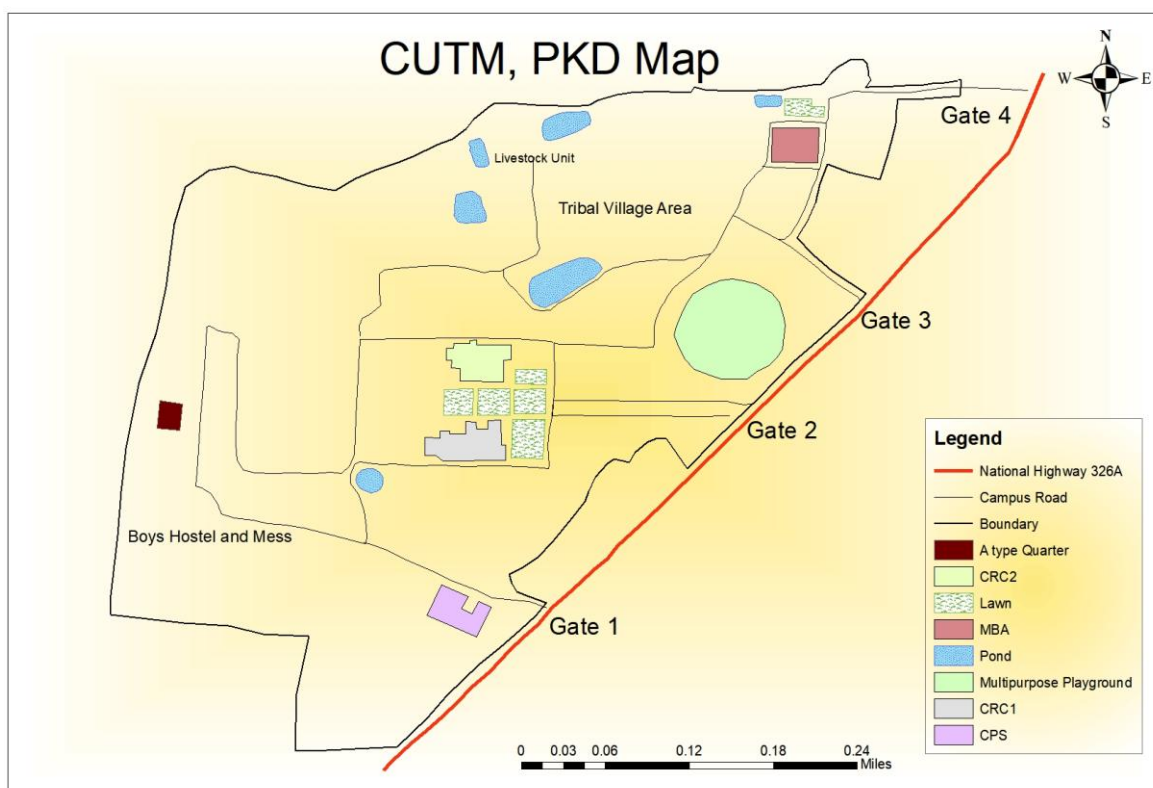 CUTM, PKD Map
N
W
E
S
Gate 4
Livestock Unit
Tribal Village Area
Gate 3
Gate 2
Boys Hostel and Mess
Gate 1
Legend
National Highway 326A
Campus Road
Boundary
A type Quarter
CRC2
Lawn
MBA
Pond
Multipurpose Playground
CRC1
CPS
0 0.03 0.06 0.12 0.18 0.24
Miles